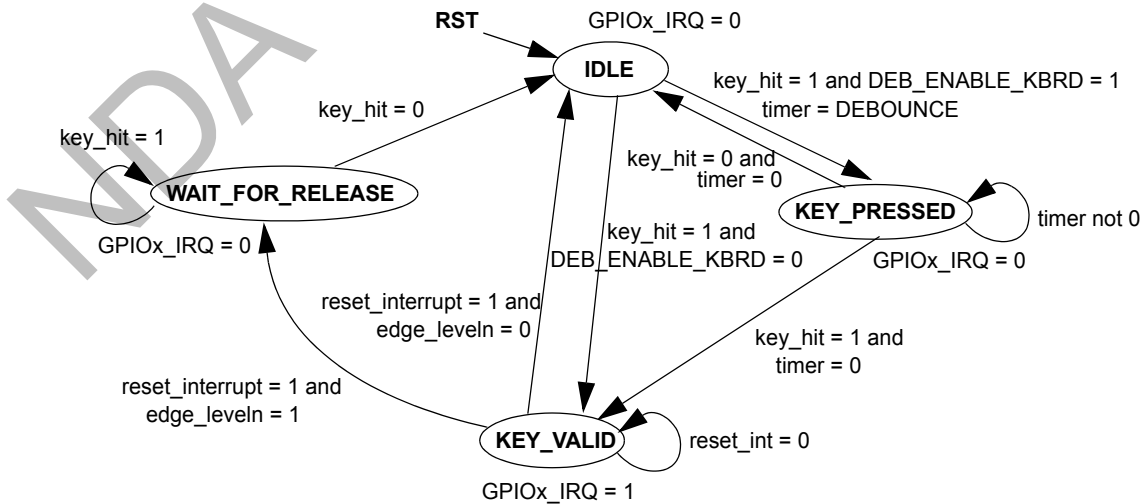 RST
GPIOx_IRQ = 0
IDLE
key_hit = 1 and DEB_ENABLE_KBRD = 1
timer = DEBOUNCE
key_hit = 0
key_hit = 1
key_hit = 0 and
timer = 0
WAIT_FOR_RELEASE
KEY_PRESSED
timer not 0
GPIOx_IRQ = 0
key_hit = 1 and
DEB_ENABLE_KBRD = 0
GPIOx_IRQ = 0
reset_interrupt = 1 and
edge_leveln = 0
key_hit = 1 and
timer = 0
reset_interrupt = 1 and
edge_leveln = 1
KEY_VALID
reset_int = 0
GPIOx_IRQ = 1
NDA